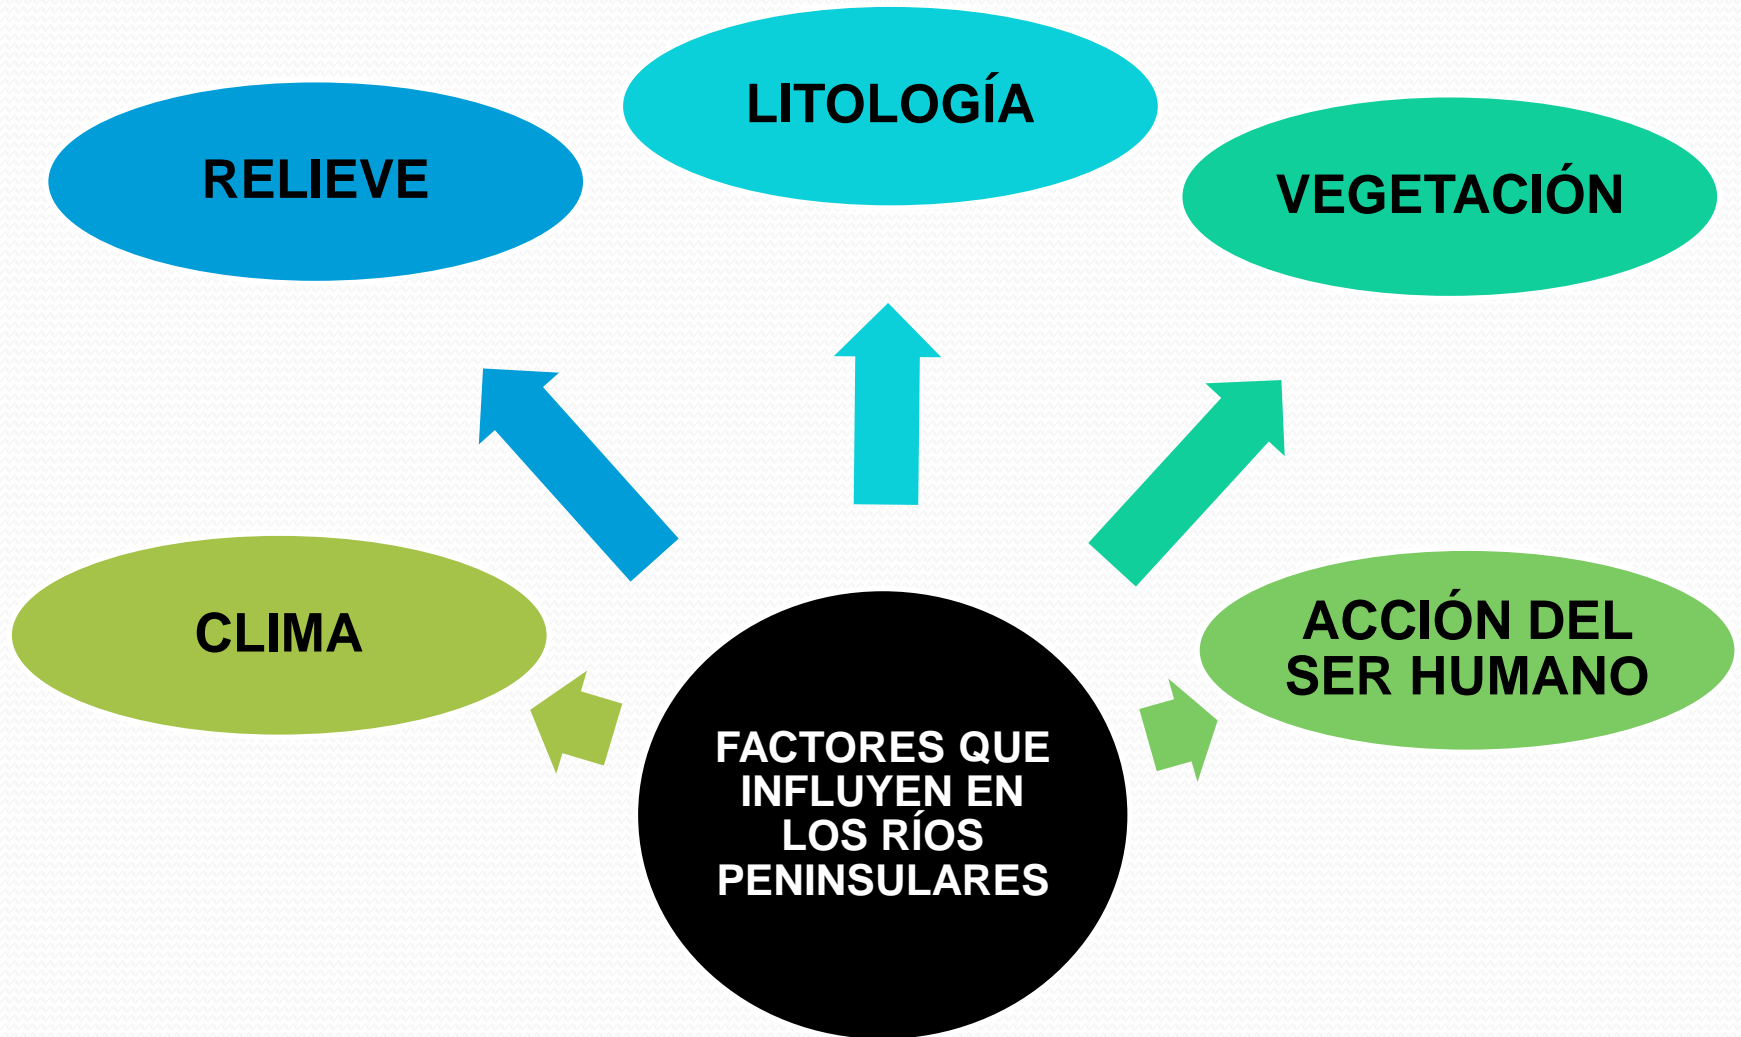 LITOLOGÍA
RELIEVE
VEGETACIÓN
CLIMA
ACCIÓN DEL
SER HUMANO
FACTORES QUE
INFLUYEN EN
LOS RÍOS
PENINSULARES